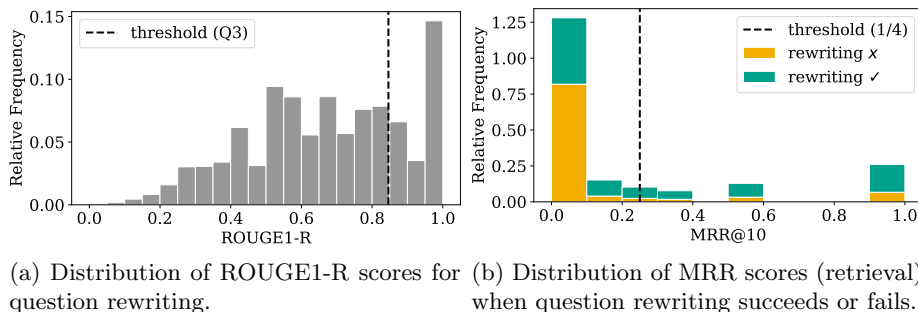 0.15
0.10
0.05
0.00
Relative Frequency
threshold (Q3)
0.0 0.2 0.4 0.6 0.8 1.0
ROUGE1-R
(a) Distribution of ROUGE1-R scores for
question rewriting.
1.25
1.00
0.75
0.50
0.25
0.00
Relative Frequency
threshold (1/4)
rewriting x
rewriting ✓
0.0 0.2 0.4 0.6 0.8 1.0
MRR@10
(b) Distribution of MRR scores (retrieval)
when question rewriting succeeds or fails.